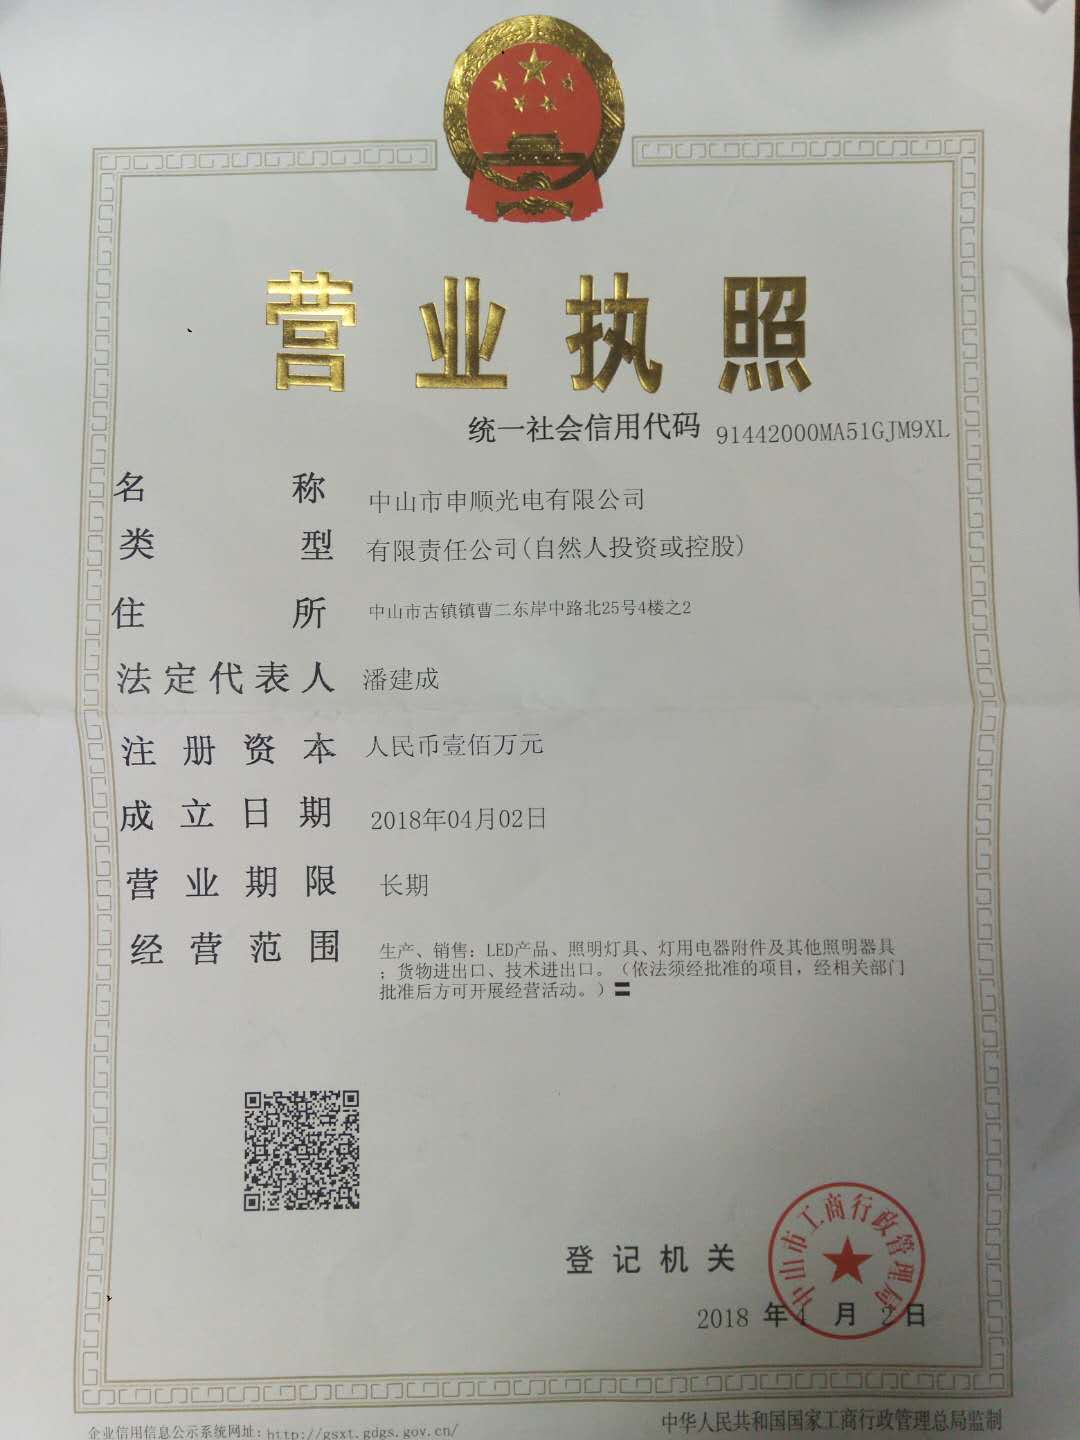 营业执照
统一社会信用代码 91442000MA51GJM9XL
名称 中山市申顺光电有限公司
类型 有限责任公司(自然人投资或控股)
住所 中山市古镇镇曹二东岸中路北25号4楼之2
法定代表人 潘建成
注册资本 人民币壹佰万元
成立日期 2018年04月02日
营业期限 长期
经营范围 生产、销售：LED产品、照明灯具、灯用电器附件及其他照明器具
；货物进出口、技术进出口。（依法须经批准的项目，经相关部门
批准后方可开展经营活动。）〓
中山市工商行政管理局
登记机关
2018 年 4 月 2 日
企业信用信息公示系统网址：http://gsxt.gdgs.gov.cn/
中华人民共和国国家工商行政管理总局监制